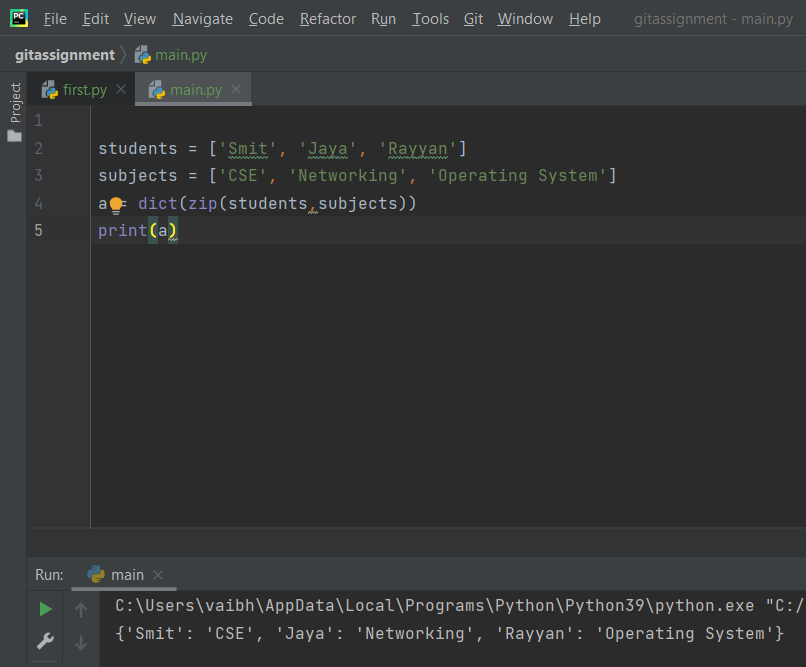 PC File Edit View Navigate Code Refactor Run Tools Git Window Help gitassignment - main.py
gitassignment main.py
Project
first.py main.py
1
2 students = ['Smit', 'Jaya', 'Rayyan']
3 subjects = ['CSE', 'Networking', 'Operating System']
4 a = dict(zip(students,subjects))
5 print(a)
Run: main
C:\Users\vaibh\AppData\Local\Programs\Python\Python39\python.exe "C:/
{'Smit': 'CSE', 'Jaya': 'Networking', 'Rayyan': 'Operating System'}